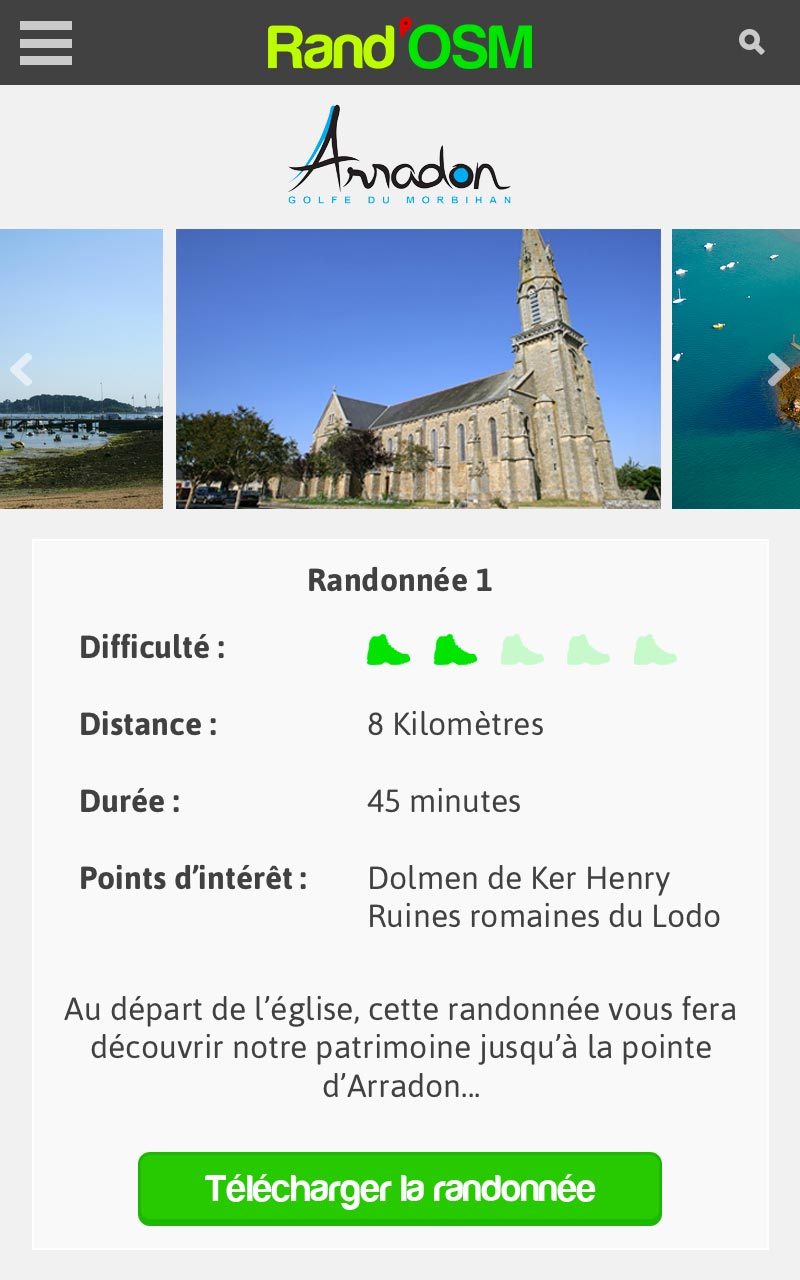 Rand'OSM
Arradon
GOLFE DU MORBIHAN
Randonnée 1
Difficulté :
Distance : 8 Kilomètres
Durée : 45 minutes
Points d’intérêt : Dolmen de Ker Henry
Ruines romaines du Lodo
Au départ de l’église, cette randonnée vous fera
découvrir notre patrimoine jusqu’à la pointe
d’Arradon...
Télécharger la randonnée